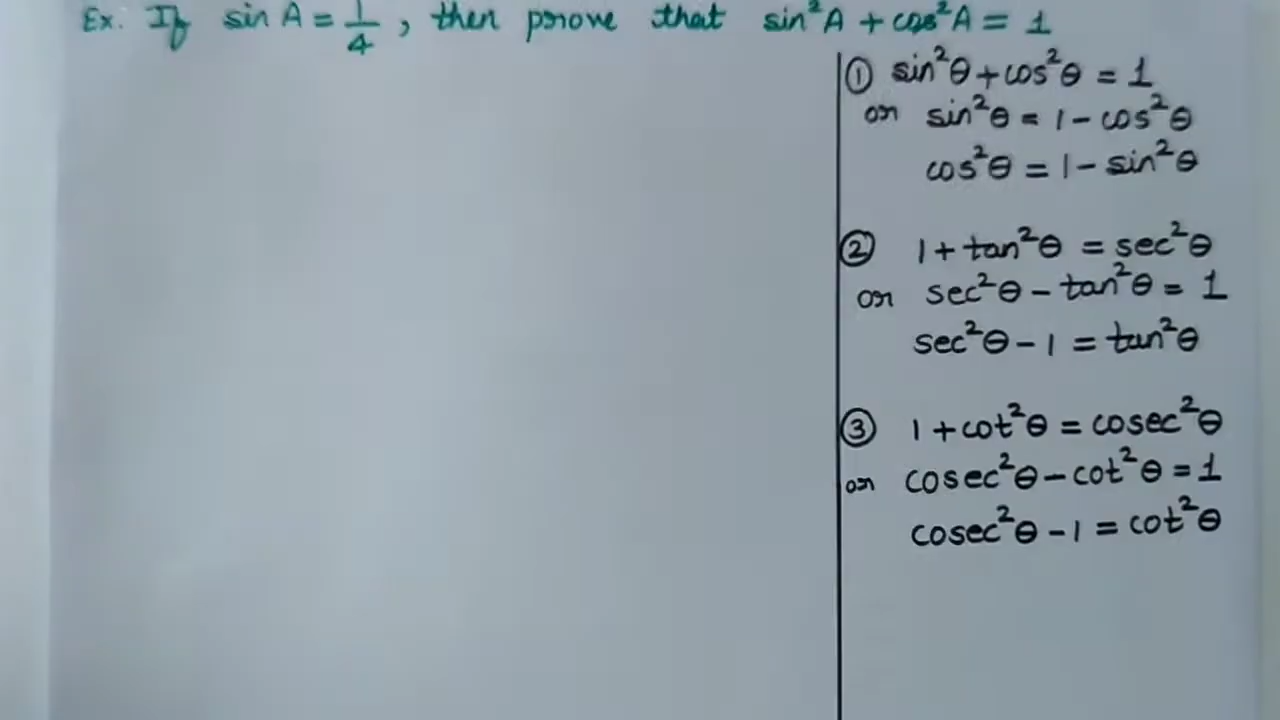 Ex. If sin A = 1/4, then prove that sin²A + cos²A = 1
① sin²θ + cos²θ = 1
or sin²θ = 1 - cos²θ
cos²θ = 1 - sin²θ
② 1 + tan²θ = sec²θ
or sec²θ - tan²θ = 1
sec²θ - 1 = tan²θ
③ 1 + cot²θ = cosec²θ
or cosec²θ - cot²θ = 1
cosec²θ - 1 = cot²θ